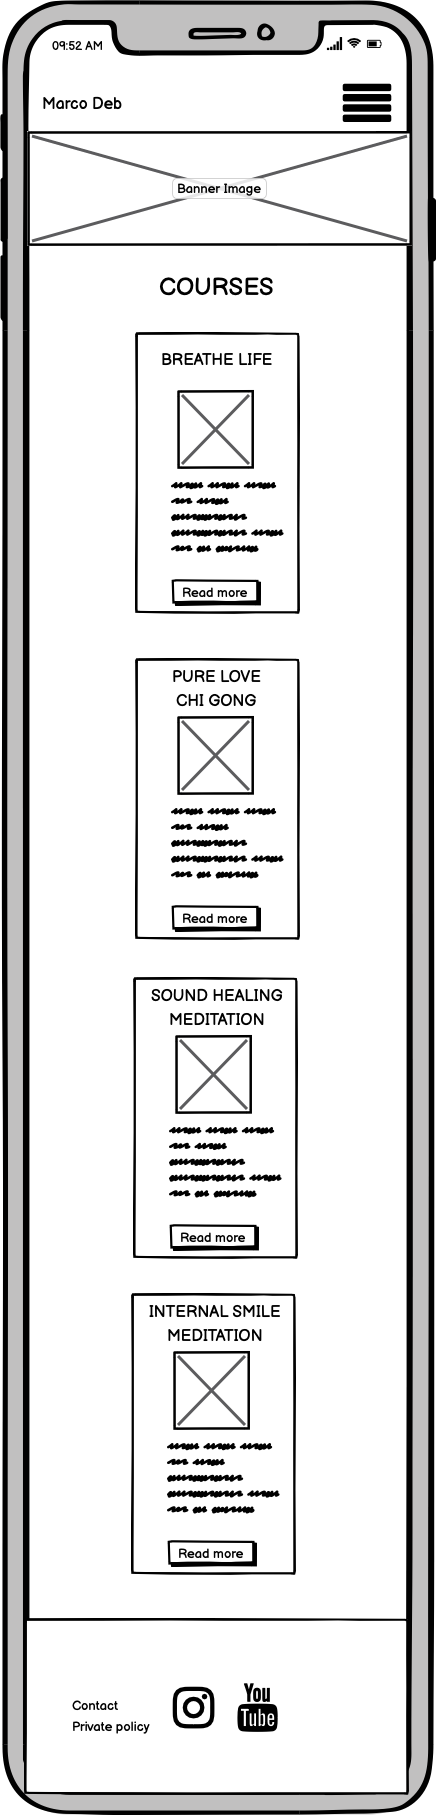 09:52 AM
Marco Deb
Banner Image
COURSES
BREATHE LIFE
Read more
PURE LOVE
CHI GONG
Read more
SOUND HEALING
MEDITATION
Read more
INTERNAL SMILE
MEDITATION
Read more
Contact
Private policy
You
Tube